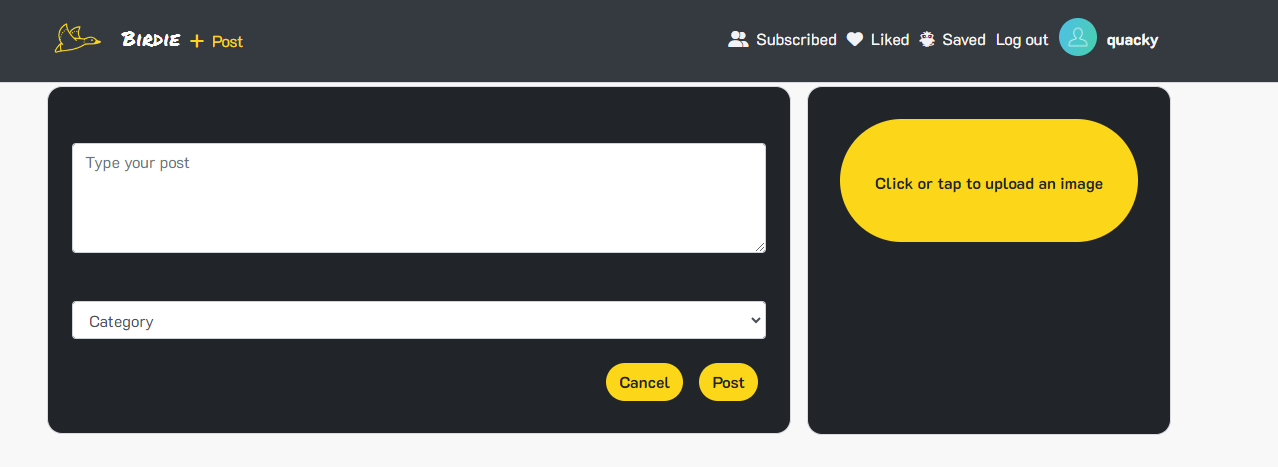 Birdie + Post Subscribed Liked Saved Log out quacky
Type your post
Click or tap to upload an image
Category
Cancel Post